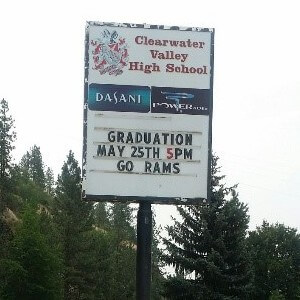 Clearwater
Valley
High School
DASANI
POWERADE
GRADUATION
MAY 25TH 5PM
GO RAMS